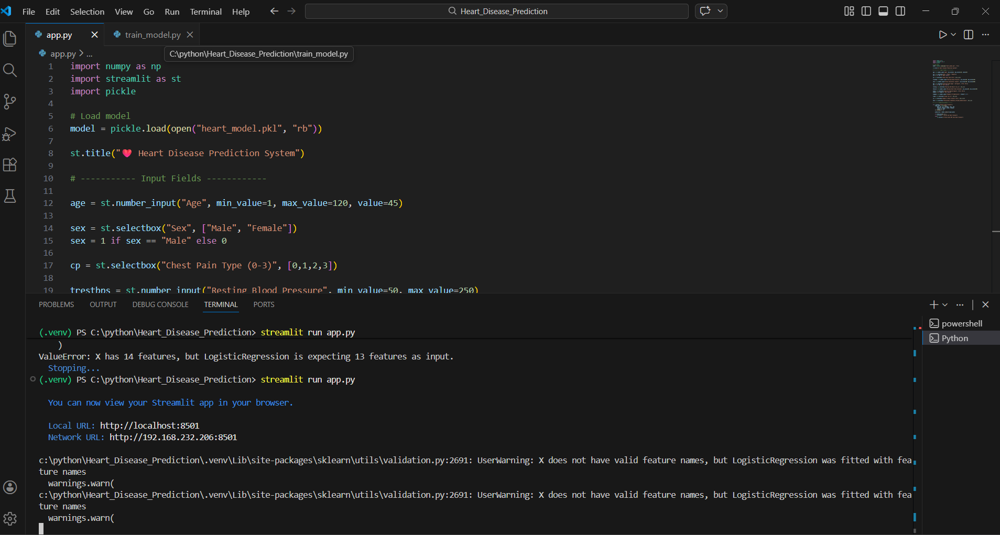 File Edit Selection View Go Run Terminal Help
Heart_Disease_Prediction
app.py
train_model.py
app.py > ...
C:\python\Heart_Disease_Prediction\train_model.py
1 import numpy as np
2 import streamlit as st
3 import pickle
4
5 # Load model
6 model = pickle.load(open("heart_model.pkl", "rb"))
7
8 st.title("❤️ Heart Disease Prediction System")
9
10 # ----------- Input Fields ------------
11
12 age = st.number_input("Age", min_value=1, max_value=120, value=45)
13
14 sex = st.selectbox("Sex", ["Male", "Female"])
15 sex = 1 if sex == "Male" else 0
16
17 cp = st.selectbox("Chest Pain Type (0-3)", [0,1,2,3])
18
19 trestbps = st.number_input("Resting Blood Pressure", min_value=50, max_value=250)
PROBLEMS OUTPUT DEBUG CONSOLE TERMINAL PORTS
powershell
Python
(.venv) PS C:\python\Heart_Disease_Prediction> streamlit run app.py
)
ValueError: X has 14 features, but LogisticRegression is expecting 13 features as input.
Stopping...
(.venv) PS C:\python\Heart_Disease_Prediction> streamlit run app.py
You can now view your Streamlit app in your browser.
Local URL: http://localhost:8501
Network URL: http://192.168.232.206:8501
c:\python\Heart_Disease_Prediction\.venv\Lib\site-packages\sklearn\utils\validation.py:2691: UserWarning: X does not have valid feature names, but LogisticRegression was fitted with fea
ture names
warnings.warn(
c:\python\Heart_Disease_Prediction\.venv\Lib\site-packages\sklearn\utils\validation.py:2691: UserWarning: X does not have valid feature names, but LogisticRegression was fitted with fea
ture names
warnings.warn(